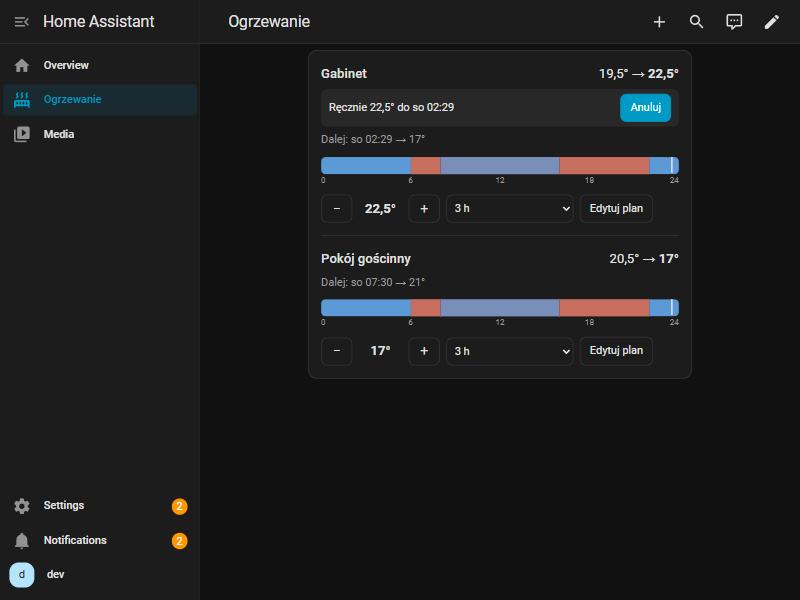 Home Assistant
Ogrzewanie
Overview
Ogrzewanie
Media
Gabinet
19,5° → 22,5°
Ręcznie 22,5° do so 02:29
Anuluj
Dalej: so 02:29 → 17°
0 6 12 18 24
− 22,5° + 3 h Edytuj plan
Pokój gościnny
20,5° → 17°
Dalej: so 07:30 → 21°
0 6 12 18 24
− 17° + 3 h Edytuj plan
Settings 2
Notifications 2
d dev